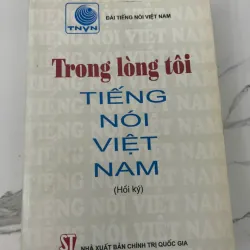 TNVN
ĐÀI TIẾNG NÓI VIỆT NAM
Trong lòng tôi
TIẾNG
NÓI
VIỆT
NAM
(Hồi ký)
ST
NHÀ XUẤT BẢN CHÍNH TRỊ QUỐC GIA